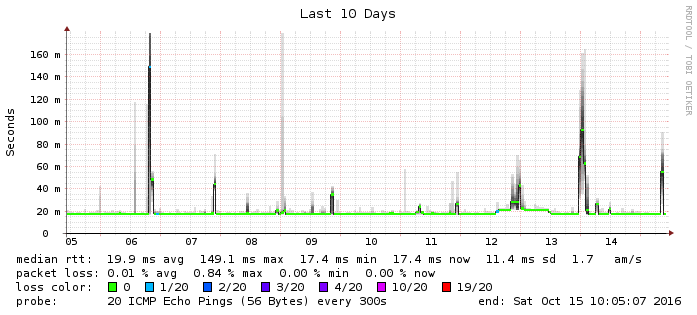 Last 10 Days
RRDTOOL / TOBI OETIKER
Seconds
160 m
140 m
120 m
100 m
80 m
60 m
40 m
20 m
0
05 06 07 08 09 10 11 12 13 14
median rtt: 19.9 ms avg 149.1 ms max 17.4 ms min 17.4 ms now 11.4 ms sd 1.7 am/s
packet loss: 0.01 % avg 0.84 % max 0.00 % min 0.00 % now
loss color: 0 1/20 2/20 3/20 4/20 10/20 19/20
probe: 20 ICMP Echo Pings (56 Bytes) every 300s end: Sat Oct 15 10:05:07 2016